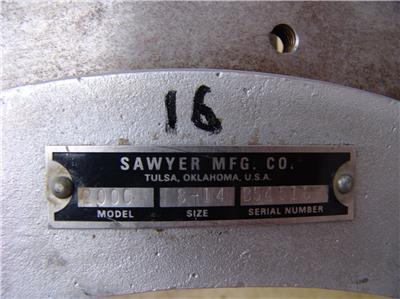 16
SAWYER MFG. CO.
TULSA, OKLAHOMA, U.S.A.
200C
MODEL SIZE SERIAL NUMBER